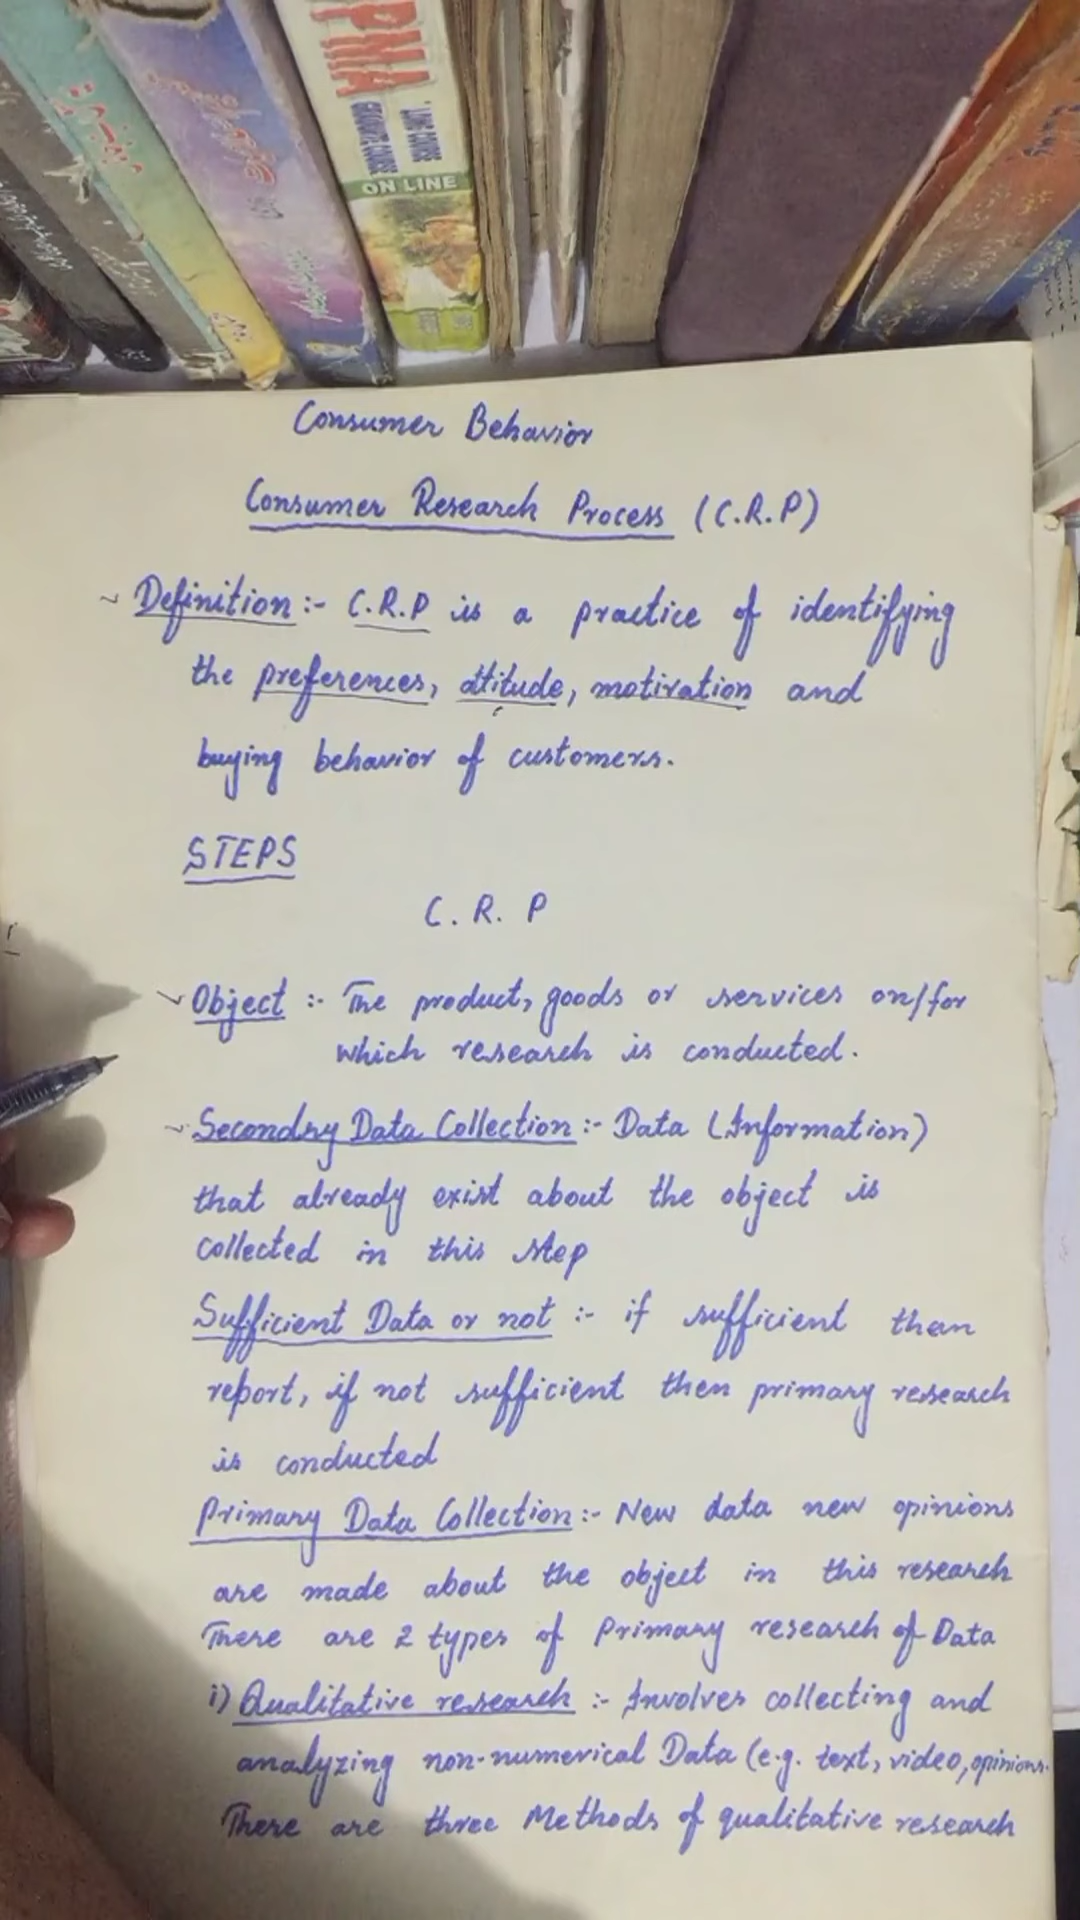 PNIA
LINE COURSE
ON LINE
Consumer Behavior
Consumer Research Process (C.R.P)
Definition :- C.R.P is a practice of identifying
the preferences, attitude, motivation and
buying behavior of customers.
STEPS
C. R. P
Object :- The product, goods or services on/for
which research is conducted.
Secondry Data Collection :- Data (Information)
that already exist about the object is
collected in this step
Sufficient Data or not :- if sufficient than
report, if not sufficient then primary research
is conducted
Primary Data Collection :- New data new opinions
are made about the object in this research
There are 2 types of Primary research of Data
i) Qualitative research :- Involves collecting and
analyzing non-numerical Data (e.g. text, video, opinions.
There are three Methods of qualitative research